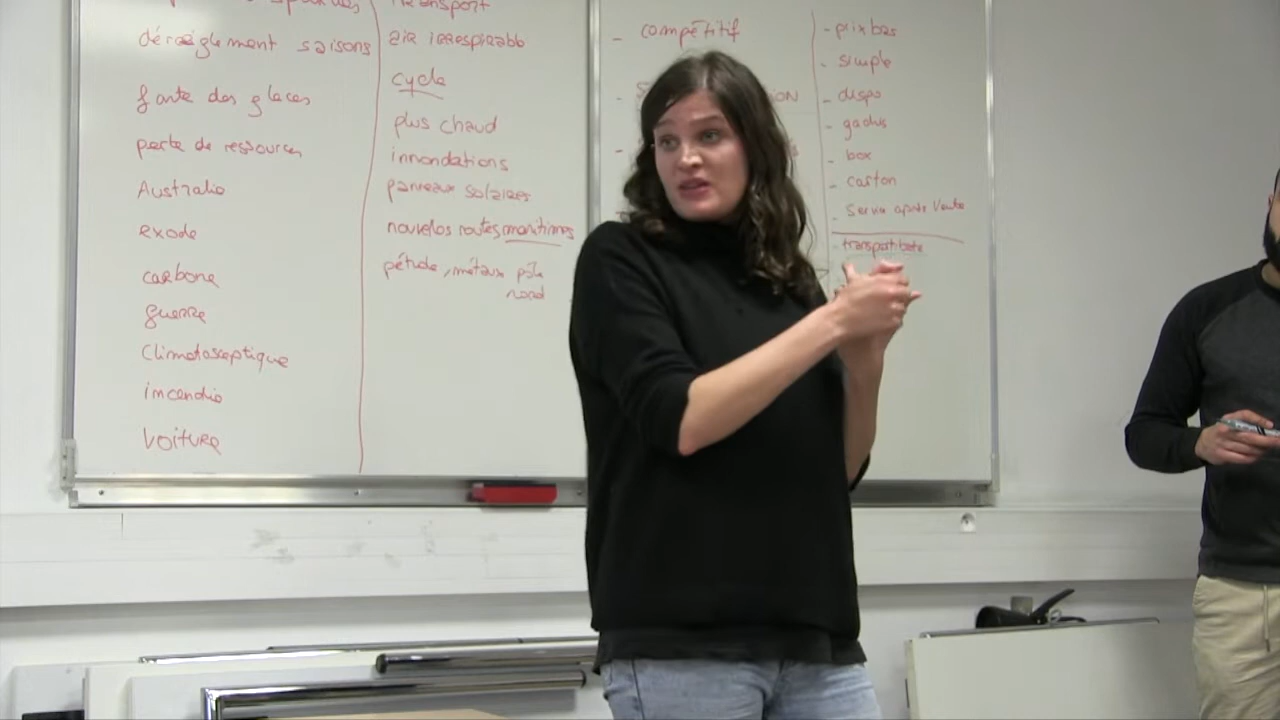 transport
déreiglement saisons
fonte des glaces
perte de ressources
Australie
exode
carbone
guerre
Climatosceptique
incendie
voiture
air irrespirable
cycle
plus chaud
innondations
panneaux solaires
nouvelles routes maritimes
pétrole, métaux pôle
nord
- compétitif
-
-
- prix bas
- simple
- dispo
- gadus
- box
- carton
- Service après Vente
- transportable